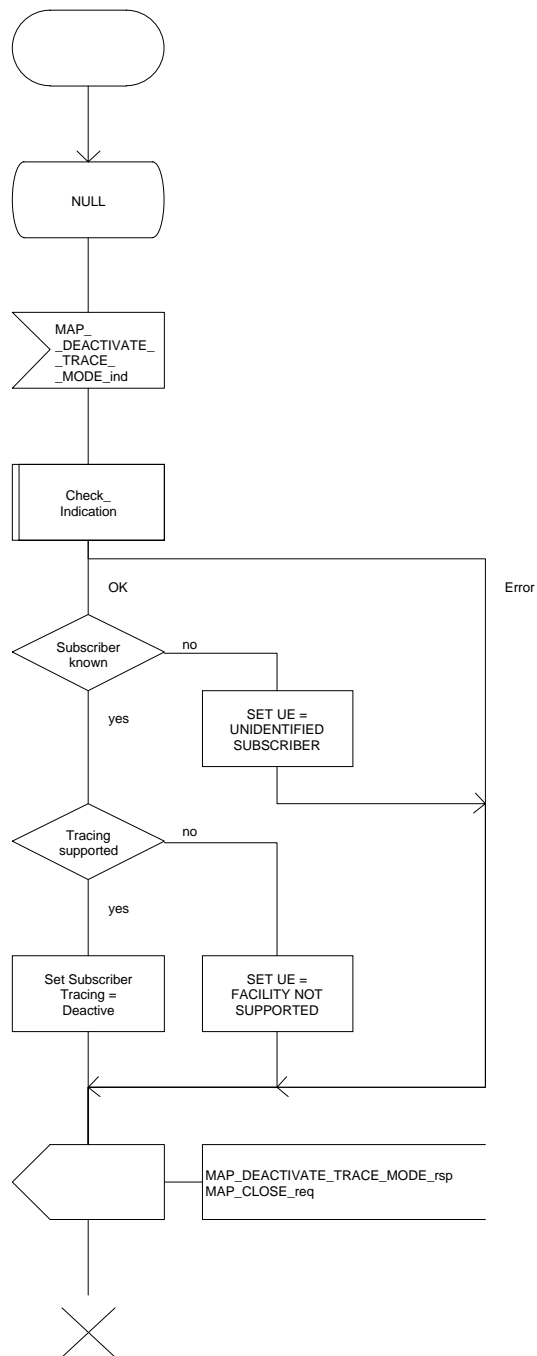 NULL
MAP_
_DEACTIVATE_
_TRACE_
_MODE_ind
Check_
Indication
OK
Error
Subscriber
known
no
yes
SET UE =
UNIDENTIFIED
SUBSCRIBER
Tracing
supported
no
yes
Set Subscriber
Tracing =
Deactive
SET UE =
FACILITY NOT
SUPPORTED
MAP_DEACTIVATE_TRACE_MODE_rsp
MAP_CLOSE_req